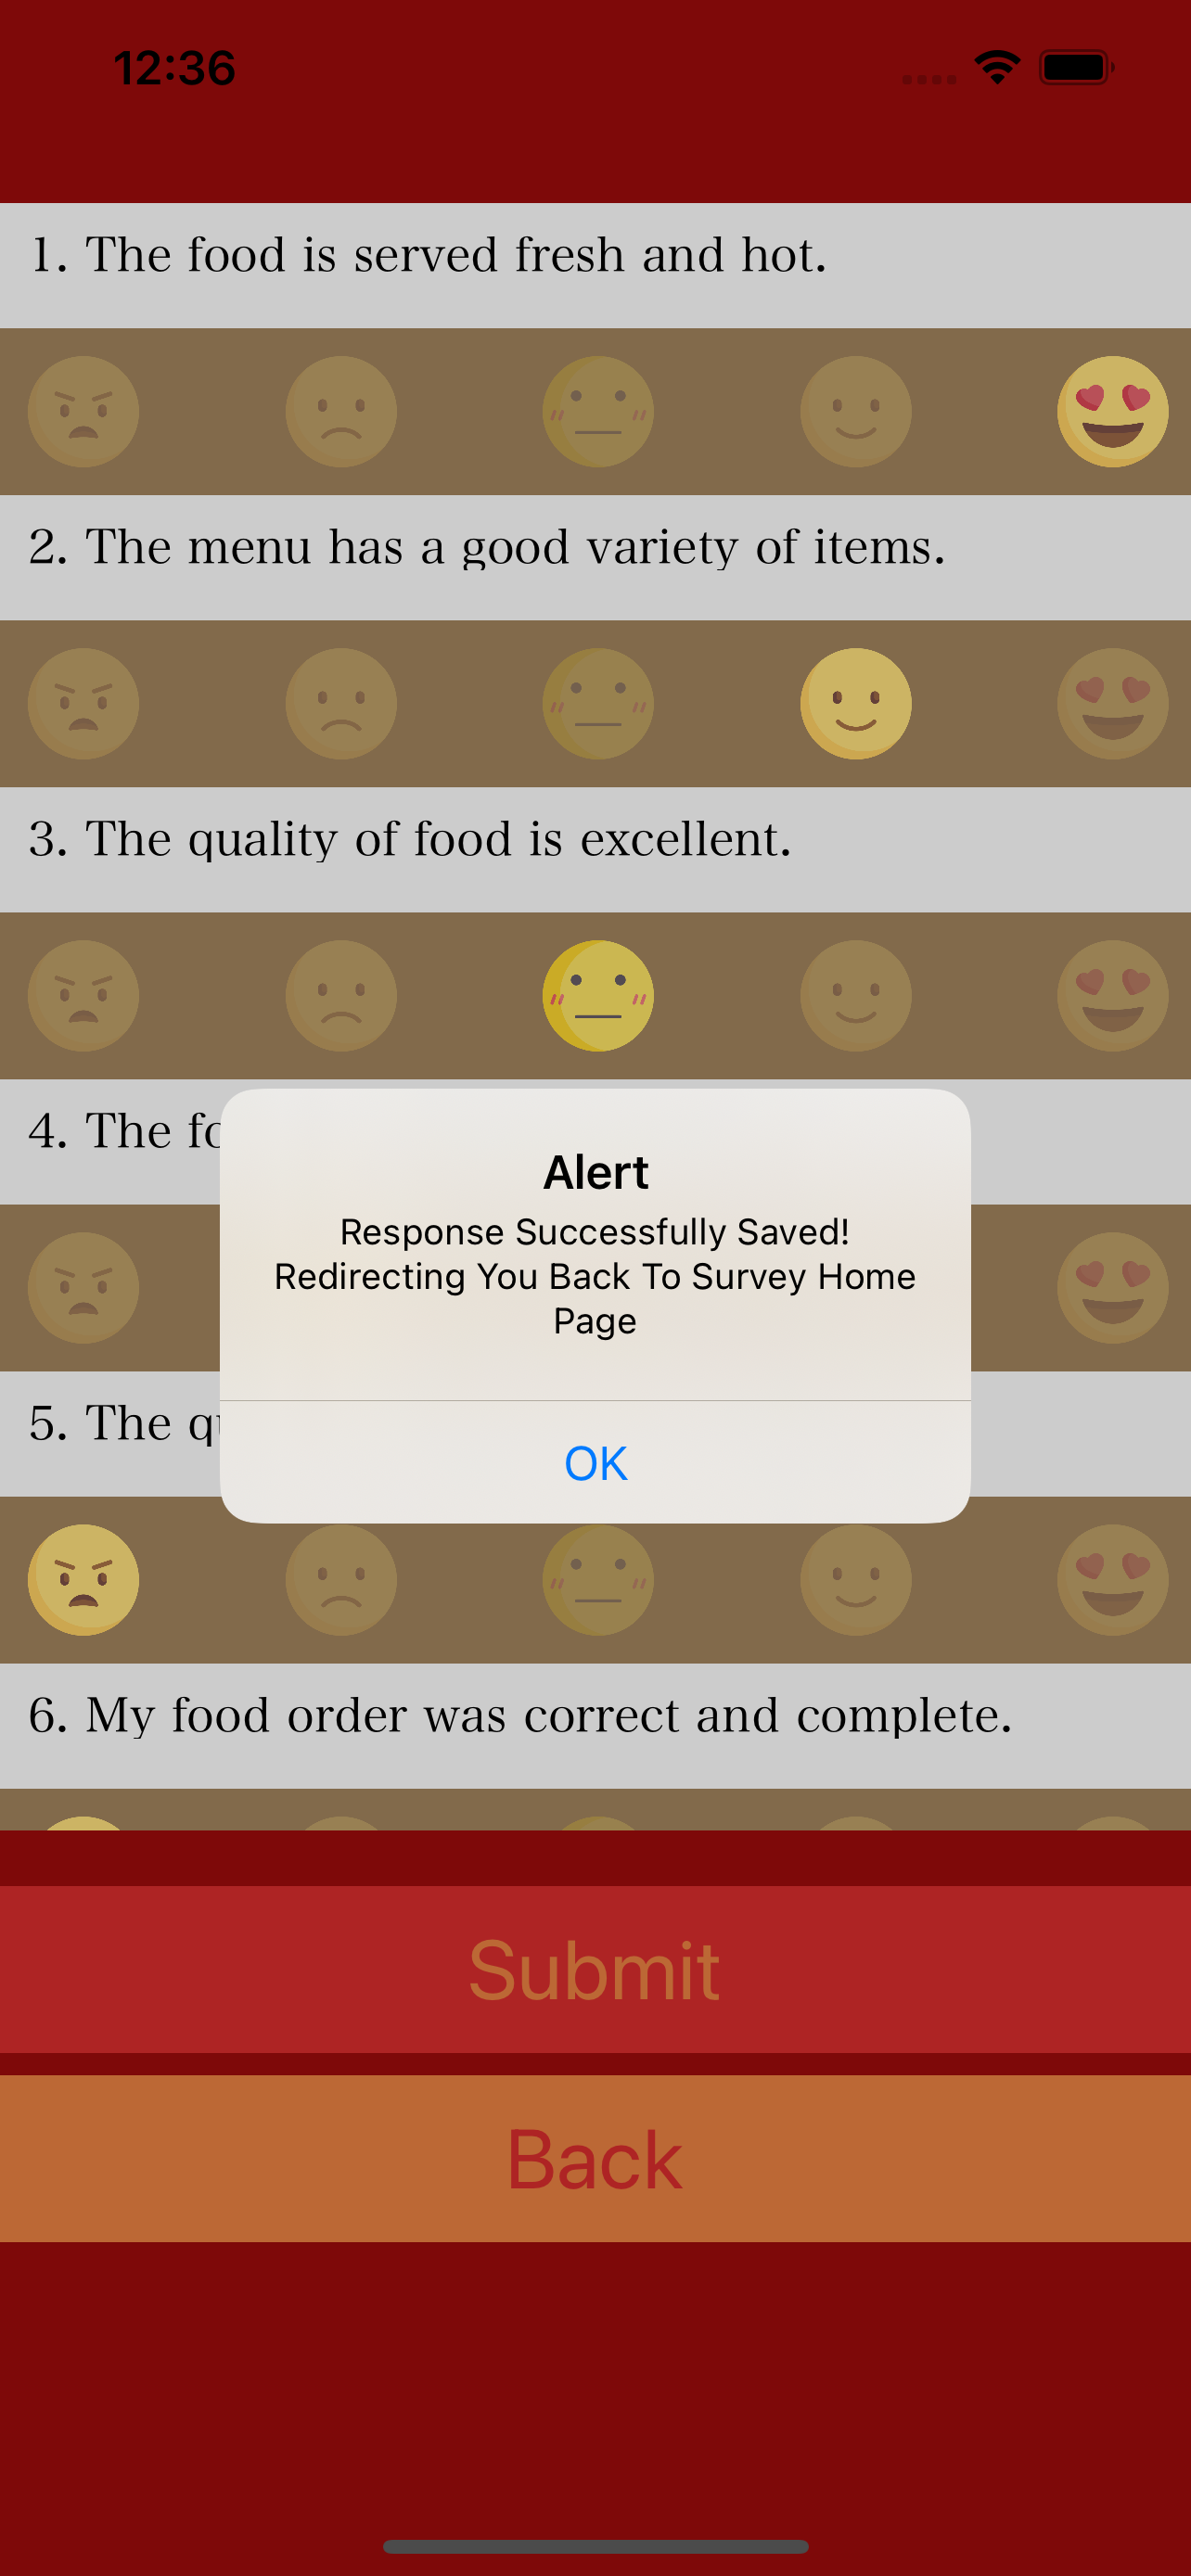 12:36
1. The food is served fresh and hot.
2. The menu has a good variety of items.
3. The quality of food is excellent.
4. The
Alert
Response Successfully Saved!
Redirecting You Back To Survey Home
Page
5. The
OK
6. My food order was correct and complete.
Submit
Back